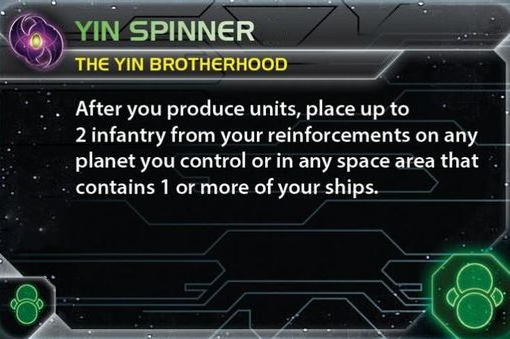 YIN SPINNER
THE YIN BROTHERHOOD
After you produce units, place up to
2 infantry from your reinforcements on any
planet you control or in any space area that
contains 1 or more of your ships.